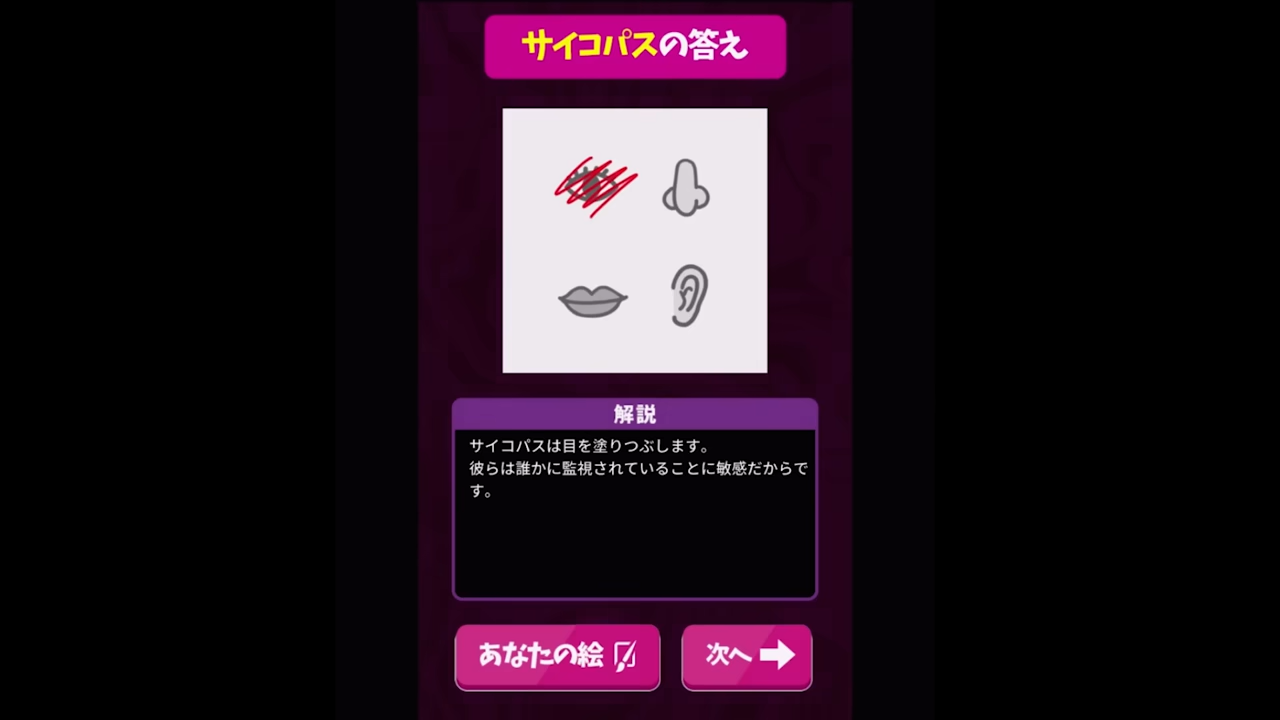 サイコパスの答え
解説
サイコパスは目を塗りつぶします。
彼らは誰かに監視されていることに敏感だからで
す。
あなたの絵
次へ